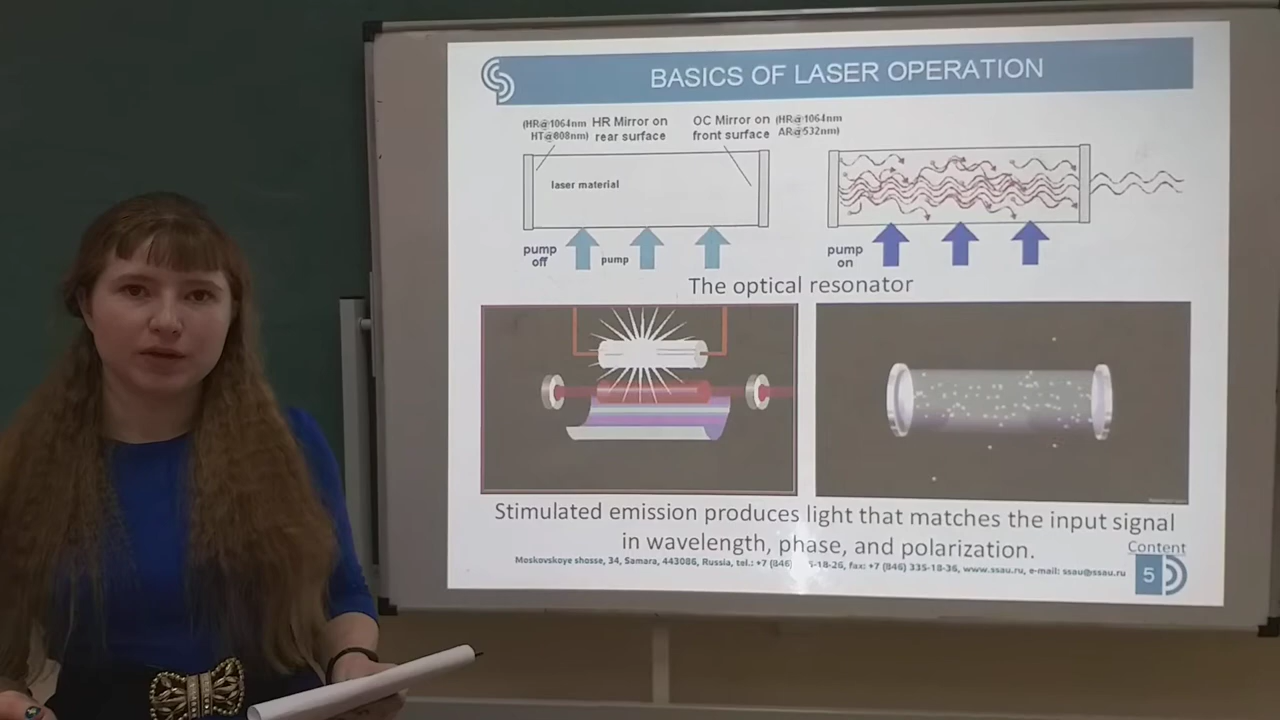 BASICS OF LASER OPERATION
(HR@1064nm HR Mirror on OC Mirror on (HR@1064nm
HT@808nm) rear surface front surface AR@532nm)
laser material
pump
off
pump
pump
on
The optical resonator
Stimulated emission produces light that matches the input signal
in wavelength, phase, and polarization.
Content
Moskovskoye shosse, 34, Samara, 443086, Russia, tel.: +7 (846) 5-18-26, fax: +7 (846) 335-18-36, www.ssau.ru, e-mail: ssau@ssau.ru
5